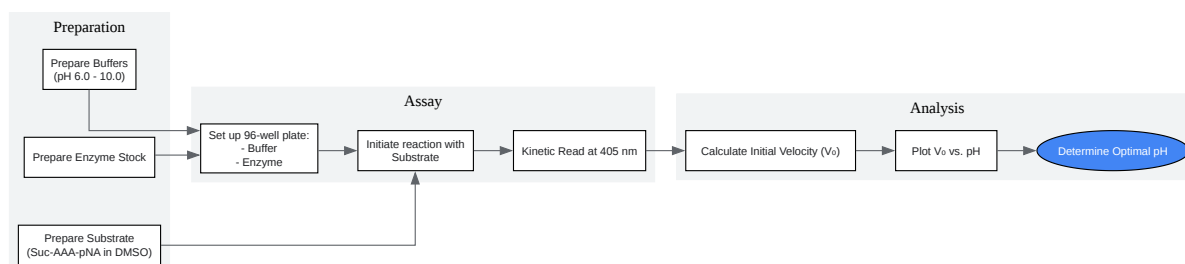 Preparation
Prepare Buffers
(pH 6.0 - 10.0)
Prepare Enzyme Stock
Prepare Substrate
(Suc-AAA-pNA in DMSO)
Assay
Set up 96-well plate:
- Buffer
- Enzyme
Initiate reaction with
Substrate
Kinetic Read at 405 nm
Analysis
Calculate Initial Velocity (V₀)
Plot V₀ vs. pH
Determine Optimal pH